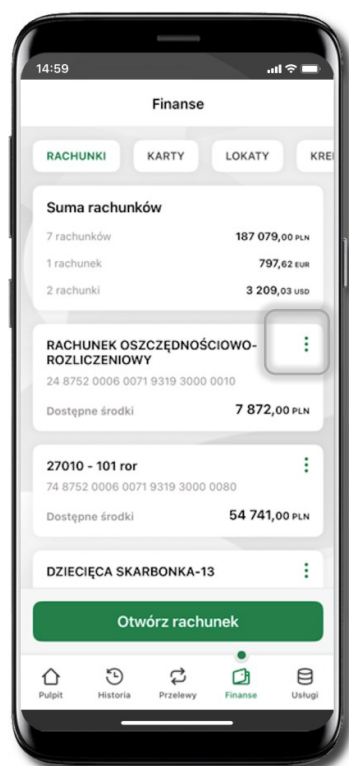 14:59
Finanse
RACHUNKI KARTY LOKATY KRE
Suma rachunków
7 rachunków 187 079,00 PLN
1 rachunek 797,62 EUR
2 rachunki 3 209,03 USD
RACHUNEK OSZCZĘDNOŚCIOWO-
ROZLICZENIOWY
24 8752 0006 0071 9319 3000 0010
Dostępne środki 7 872,00 PLN
27010 - 101 ror
74 8752 0006 0071 9319 3000 0080
Dostępne środki 54 741,00 PLN
DZIECIĘCA SKARBONKA-13
Otwórz rachunek
Pulpit Historia Przelewy Finanse Usługi